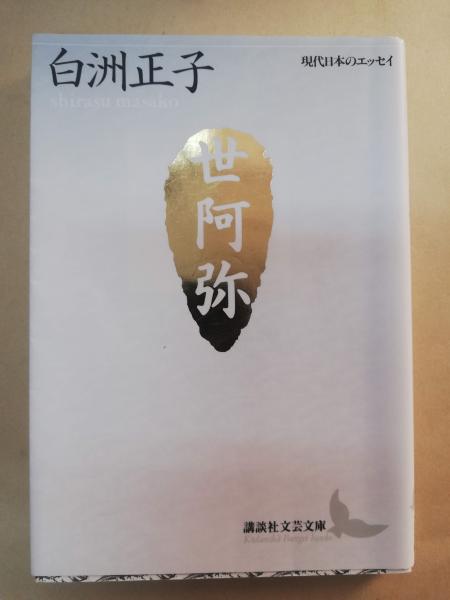 白洲正子
shirasu masako
現代日本のエッセイ
世阿弥
講談社文芸文庫
Kodansha Bungei bunko